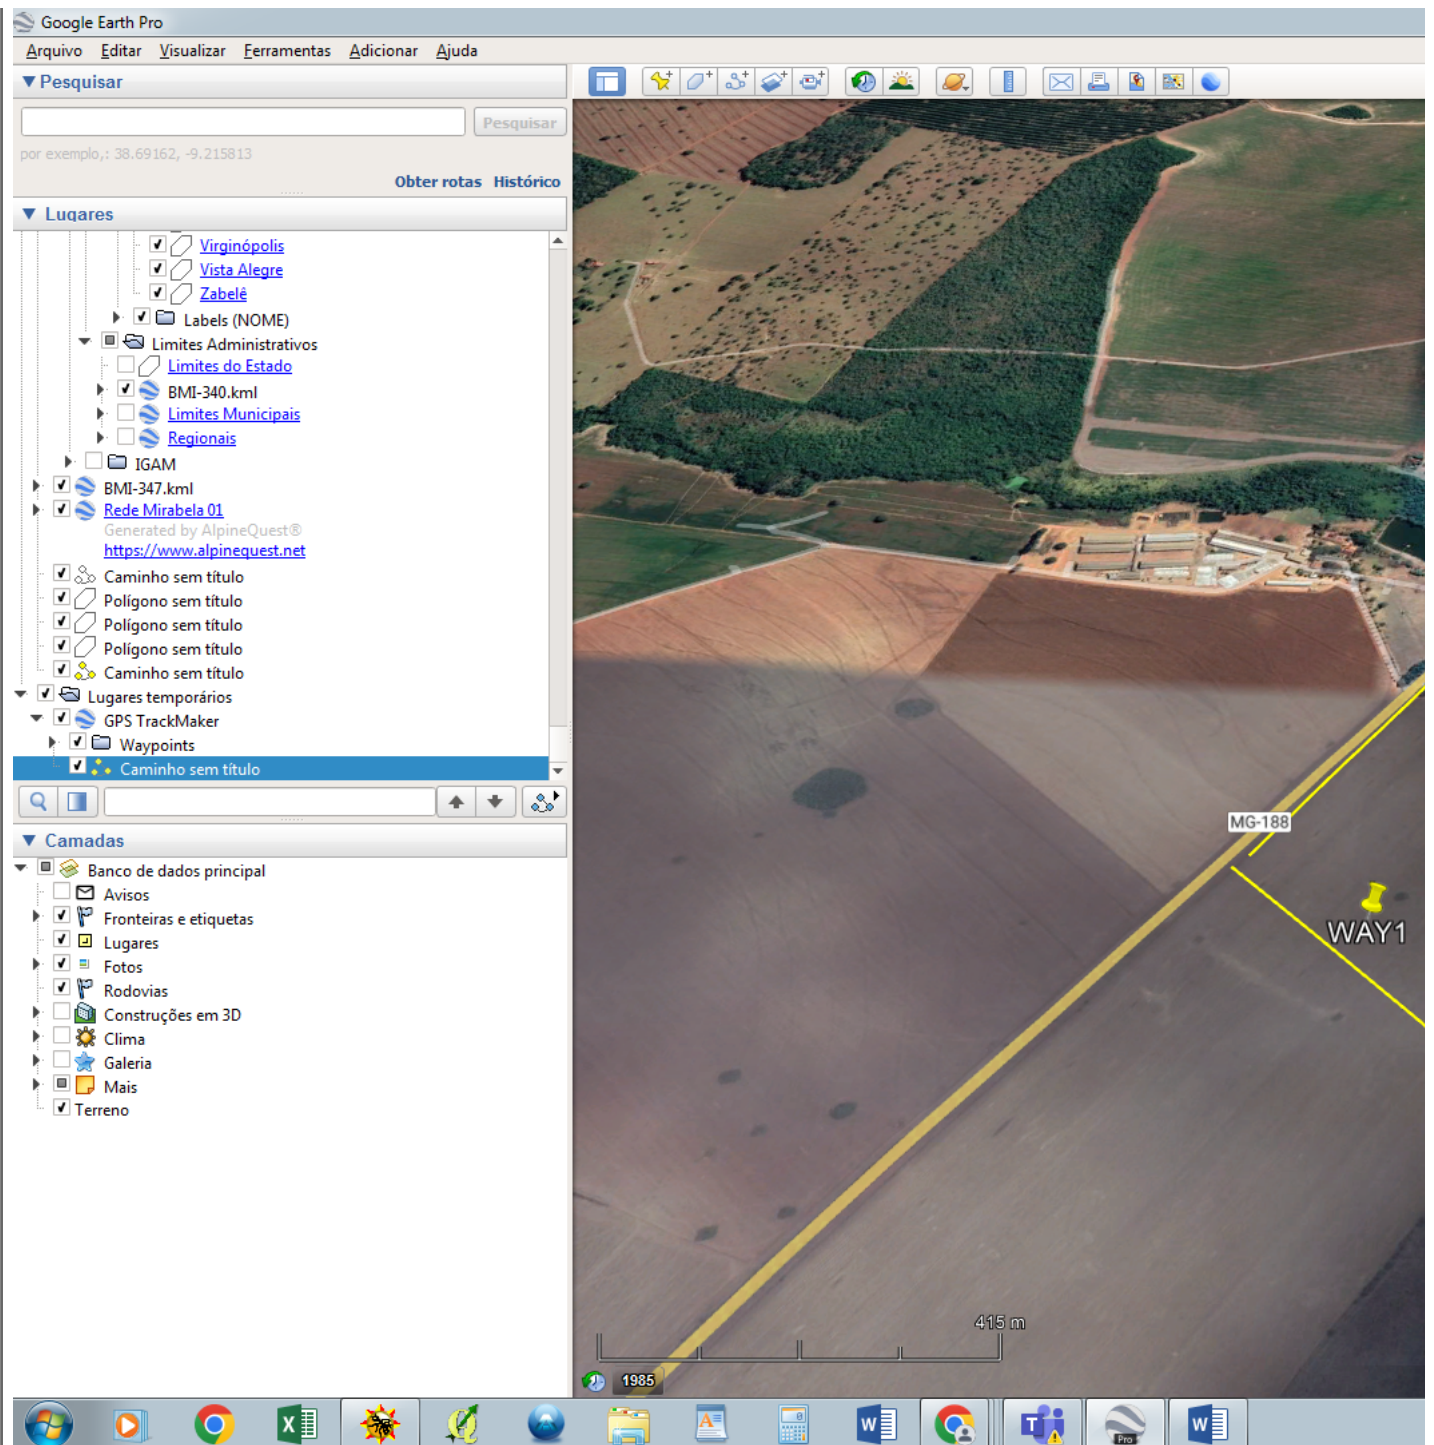 Google Earth Pro
Arquivo Editar Visualizar Ferramentas Adicionar Ajuda
Pesquisar
Pesquisar
por exemplo,: 38.69162, -9.215813
Obter rotas Histórico
Lugares
Virginópolis
Vista Alegre
Zabelê
Labels (NOME)
Limites Administrativos
Limites do Estado
BMI-340.kml
Limites Municipais
Regionais
IGAM
BMI-347.kml
Rede Mirabela 01
Generated by AlpineQuest®
https://www.alpinequest.net
Caminho sem título
Polígono sem título
Polígono sem título
Polígono sem título
Caminho sem título
Lugares temporários
GPS TrackMaker
Waypoints
Caminho sem título
Camadas
Banco de dados principal
Avisos
Fronteiras e etiquetas
Lugares
Fotos
Rodovias
Construções em 3D
Clima
Galeria
Mais
Terreno
MG-188
WAY1
415 m
1985
Pro